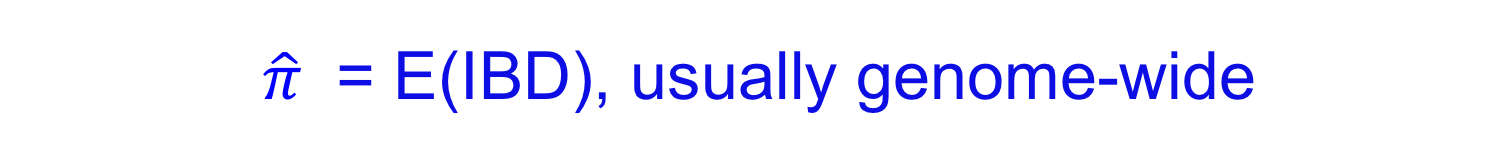 π̂ = E(IBD), usually genome-wide